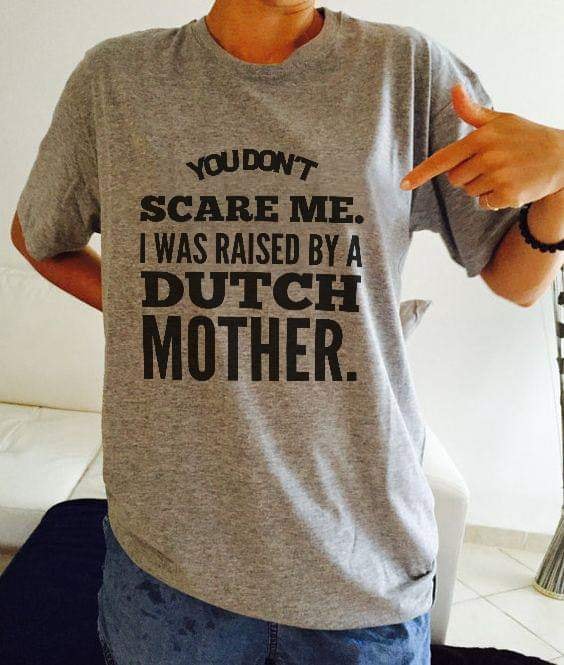 YOU DON'T
SCARE ME.
I WAS RAISED BY A
DUTCH
MOTHER.